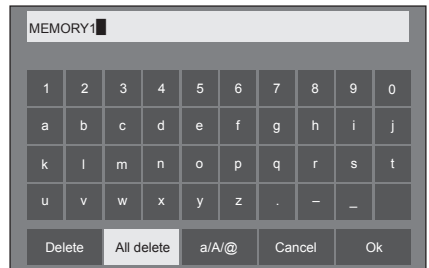 MEMORY1
1 2 3 4 5 6 7 8 9 0
a b c d e f g h i j
k l m n o p q r s t
u v w x y z . – _
Delete All delete a/A/@ Cancel Ok